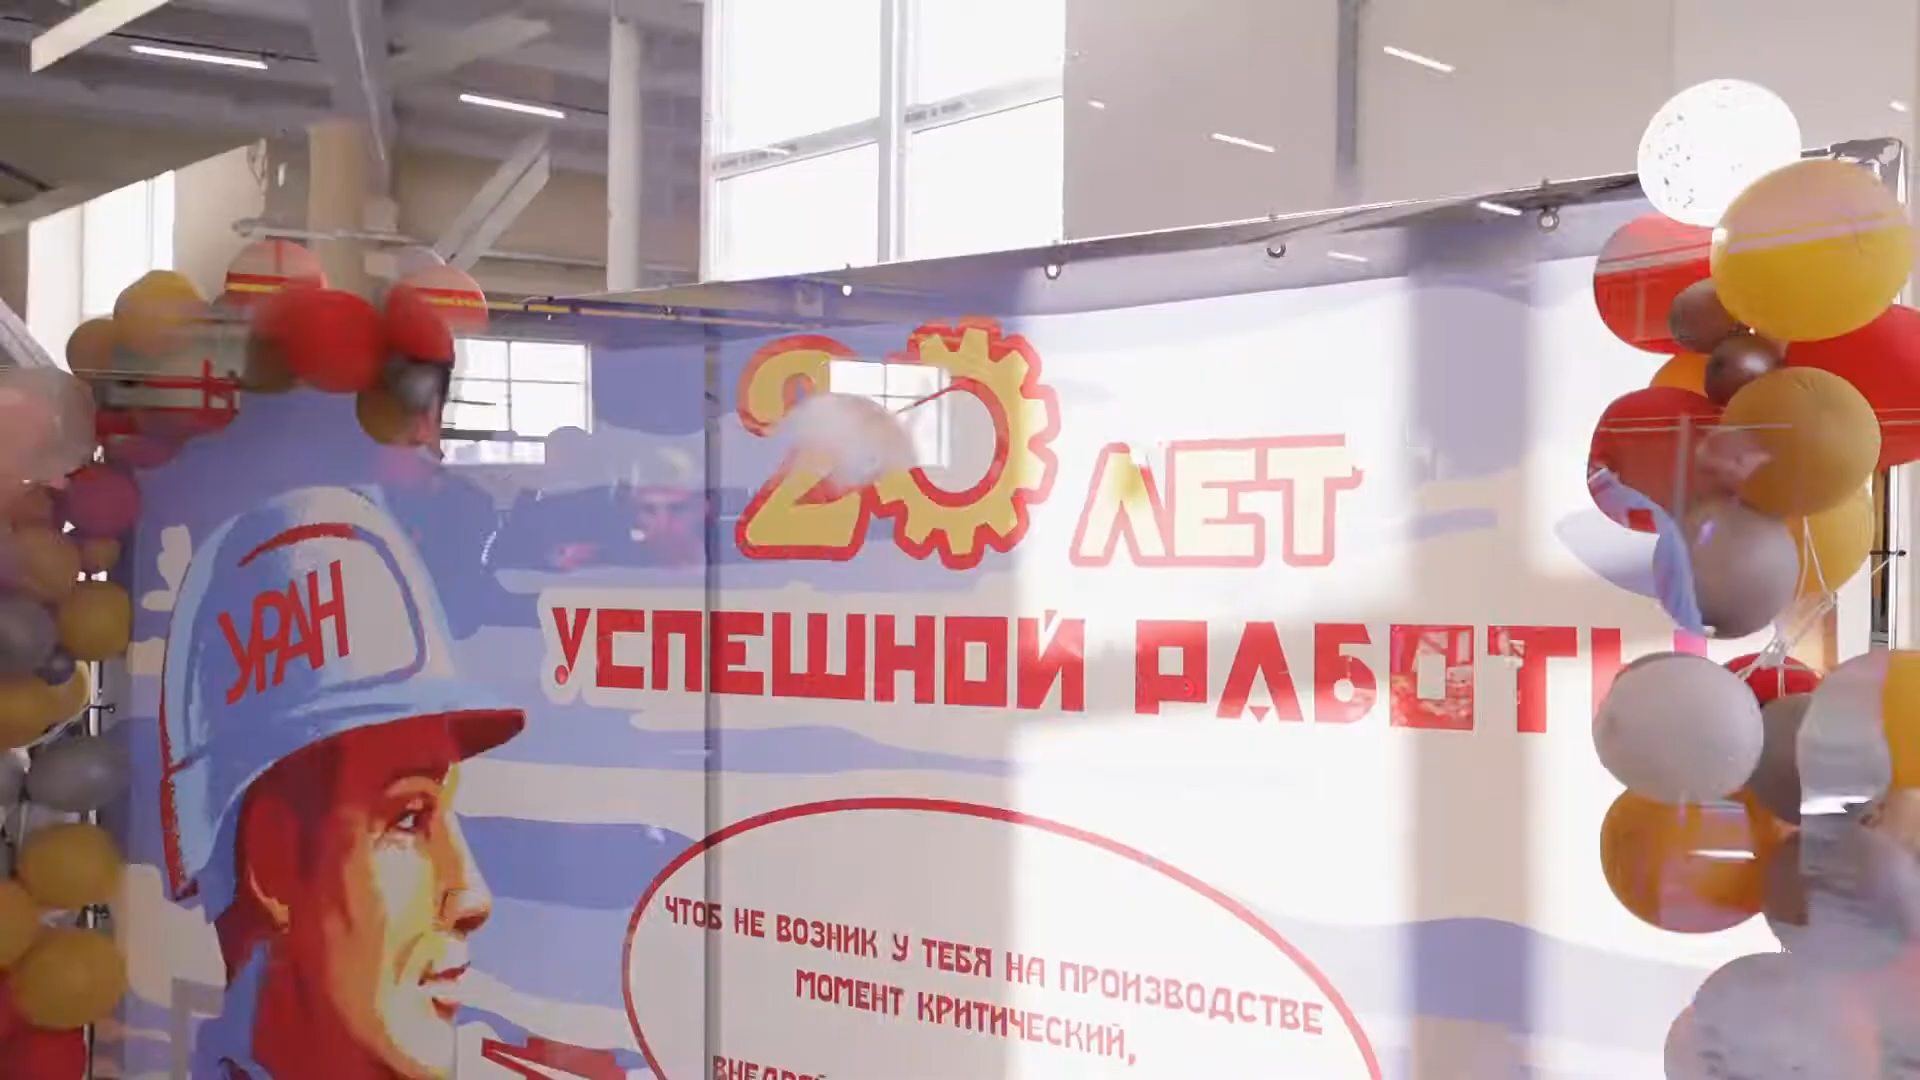 20 ЛЕТ
УСПЕШНОЙ РАБОТЫ
УРАН
ЧТОБ НЕ ВОЗНИК У ТЕБЯ НА ПРОИЗВОДСТВЕ
МОМЕНТ КРИТИЧЕСКИЙ,